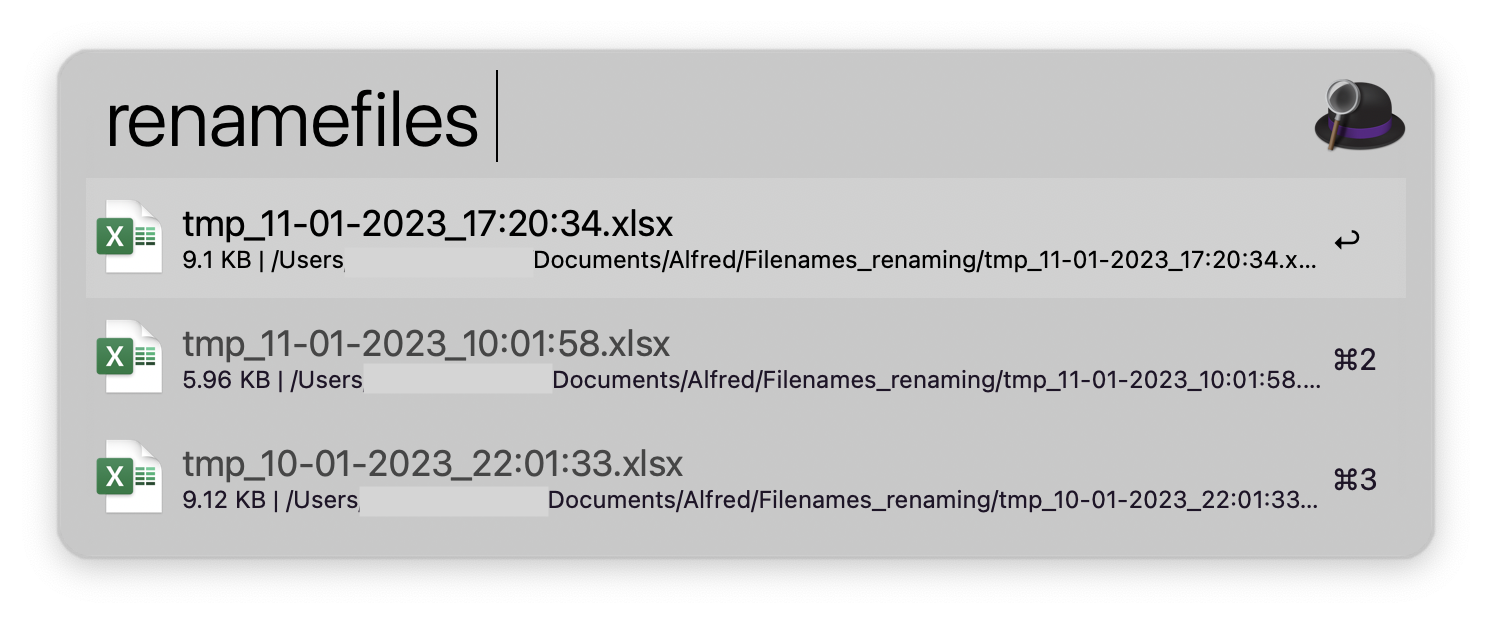 renamefiles
tmp_11-01-2023_17:20:34.xlsx
9.1 KB | /Users Documents/Alfred/Filenames_renaming/tmp_11-01-2023_17:20:34.x...
↩
X
tmp_11-01-2023_10:01:58.xlsx
5.96 KB | /Users Documents/Alfred/Filenames_renaming/tmp_11-01-2023_10:01:58....
⌘2
X
tmp_10-01-2023_22:01:33.xlsx
9.12 KB | /Users Documents/Alfred/Filenames_renaming/tmp_10-01-2023_22:01:33...
⌘3
X